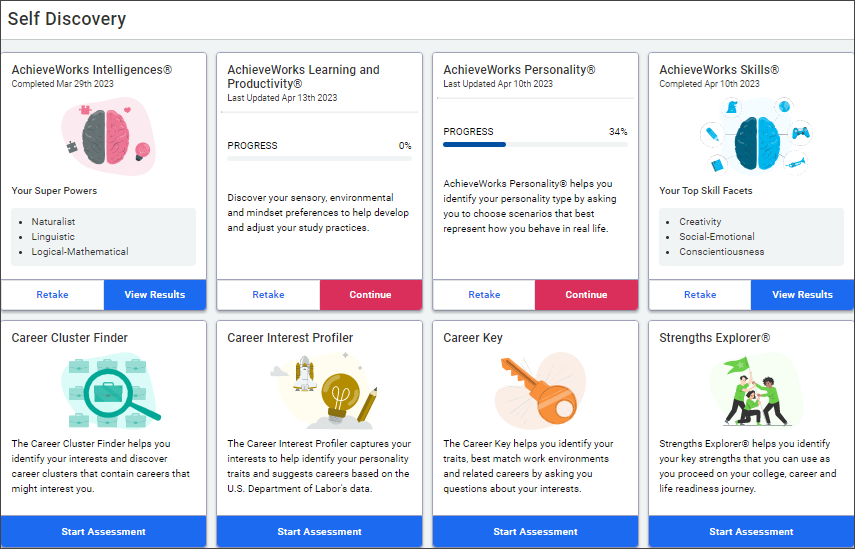 Self Discovery
AchieveWorks Intelligences®
Completed Mar 29th 2023
Your Super Powers
Naturalist
Linguistic
Logical-Mathematical
Retake
View Results
AchieveWorks Learning and
Productivity®
Last Updated Apr 13th 2023
PROGRESS 0%
Discover your sensory, environmental
and mindset preferences to help develop
and adjust your study practices.
Retake
Continue
AchieveWorks Personality®
Last Updated Apr 10th 2023
PROGRESS 34%
AchieveWorks Personality® helps you
identify your personality type by asking
you to choose scenarios that best
represent how you behave in real life.
Retake
Continue
AchieveWorks Skills®
Completed Apr 10th 2023
Your Top Skill Facets
Creativity
Social-Emotional
Conscientiousness
Retake
View Results
Career Cluster Finder
The Career Cluster Finder helps you
identify your interests and discover
career clusters that contain careers that
might interest you.
Start Assessment
Career Interest Profiler
The Career Interest Profiler captures your
interests to help identify your personality
traits and suggests careers based on the
U.S. Department of Labor's data.
Start Assessment
Career Key
The Career Key helps you identify your
traits, best match work environments
and related careers by asking you
questions about your interests.
Start Assessment
Strengths Explorer®
Strengths Explorer® helps you identify
your key strengths that you can use as
you proceed on your college, career and
life readiness journey.
Start Assessment